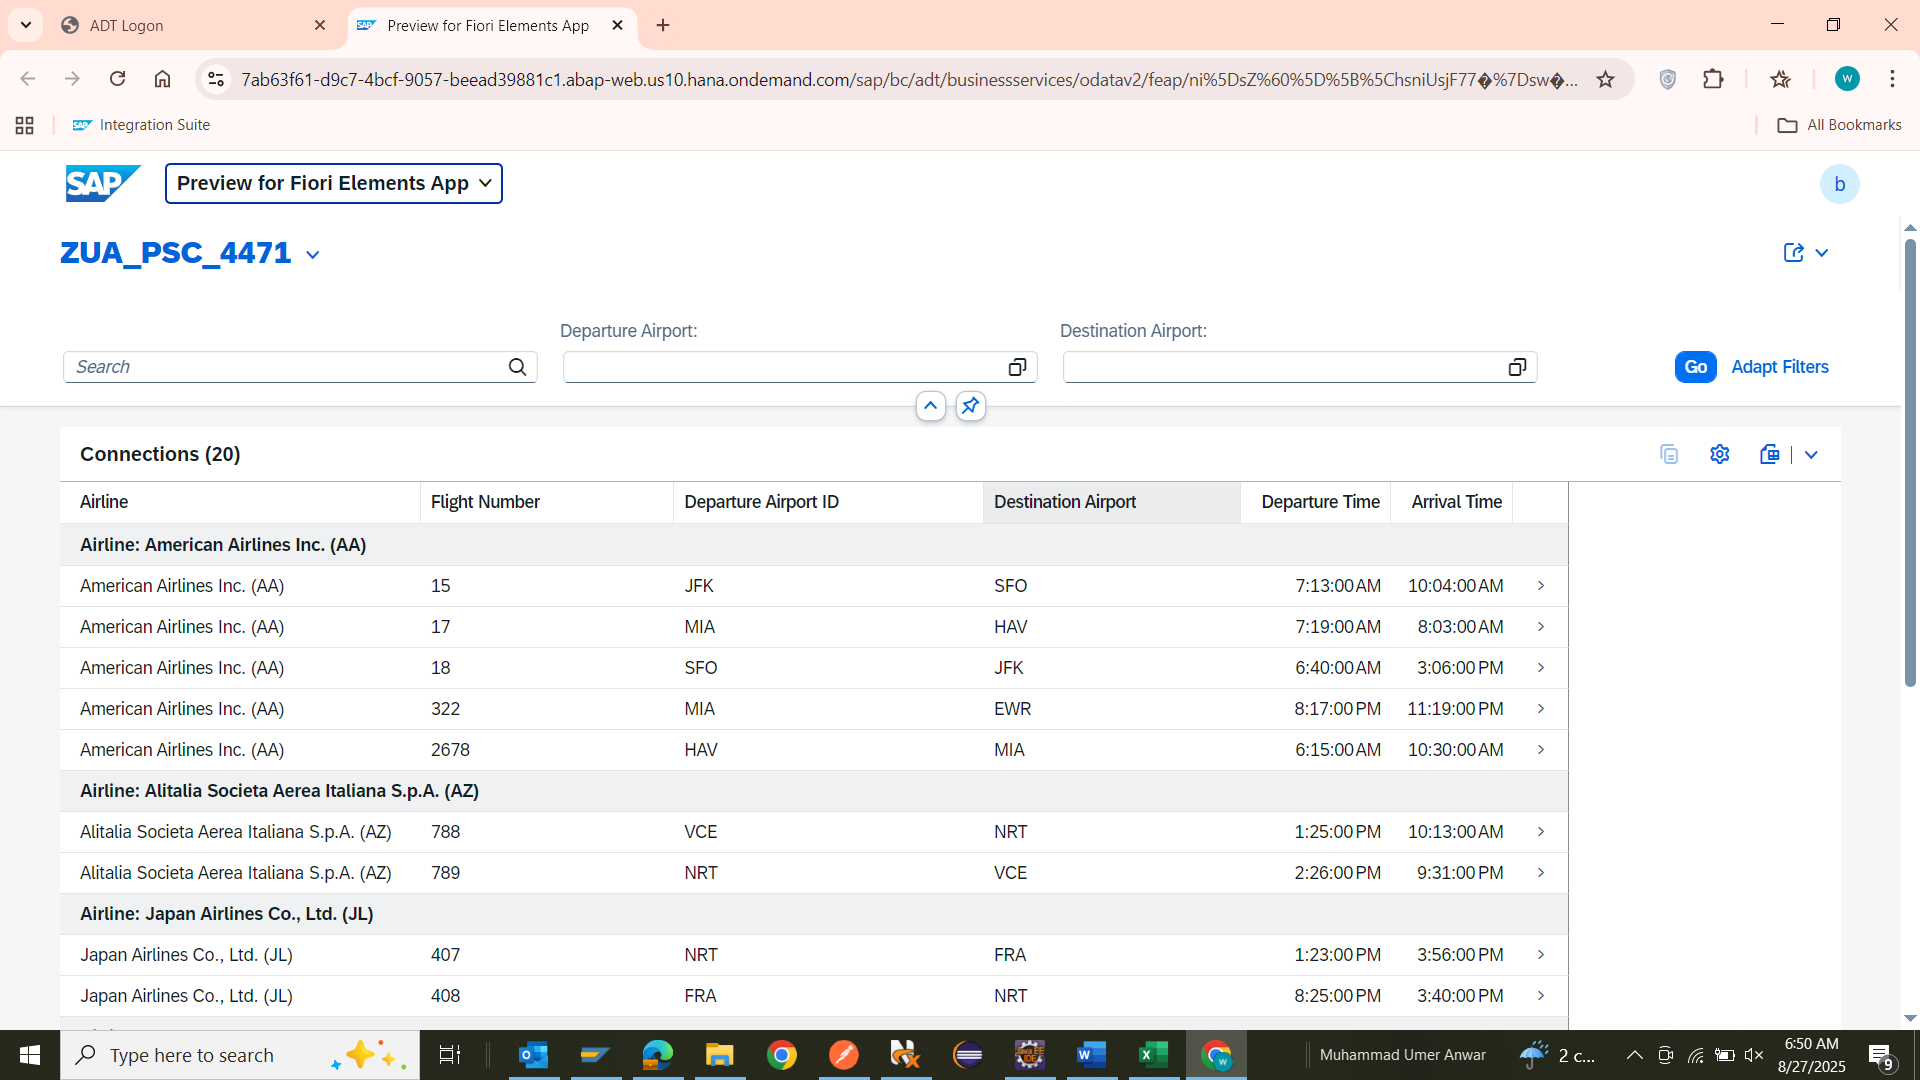 ADT Logon
SAP Preview for Fiori Elements App
7ab63f61-d9c7-4bcf-9057-beead39881c1.abap-web.us10.hana.ondemand.com/sap/bc/adt/businessservices/odatav2/feap/ni%5DsZ%60%5D%5B%5ChsniUsjF77�%7Dsw�...
W
SAP Integration Suite
All Bookmarks
SAP Preview for Fiori Elements App
b
ZUA_PSC_4471
Departure Airport:
Destination Airport:
Search
Go
Adapt Filters
Connections (20)
Airline Flight Number Departure Airport ID Destination Airport Departure Time Arrival Time
Airline: American Airlines Inc. (AA)
American Airlines Inc. (AA) 15 JFK SFO 7:13:00 AM 10:04:00 AM
American Airlines Inc. (AA) 17 MIA HAV 7:19:00 AM 8:03:00 AM
American Airlines Inc. (AA) 18 SFO JFK 6:40:00 AM 3:06:00 PM
American Airlines Inc. (AA) 322 MIA EWR 8:17:00 PM 11:19:00 PM
American Airlines Inc. (AA) 2678 HAV MIA 6:15:00 AM 10:30:00 AM
Airline: Alitalia Societa Aerea Italiana S.p.A. (AZ)
Alitalia Societa Aerea Italiana S.p.A. (AZ) 788 VCE NRT 1:25:00 PM 10:13:00 AM
Alitalia Societa Aerea Italiana S.p.A. (AZ) 789 NRT VCE 2:26:00 PM 9:31:00 PM
Airline: Japan Airlines Co., Ltd. (JL)
Japan Airlines Co., Ltd. (JL) 407 NRT FRA 1:23:00 PM 3:56:00 PM
Japan Airlines Co., Ltd. (JL) 408 FRA NRT 8:25:00 PM 3:40:00 PM
Type here to search
Java EE
IDE
Muhammad Umer Anwar
2 c...
6:50 AM
8/27/2025
9